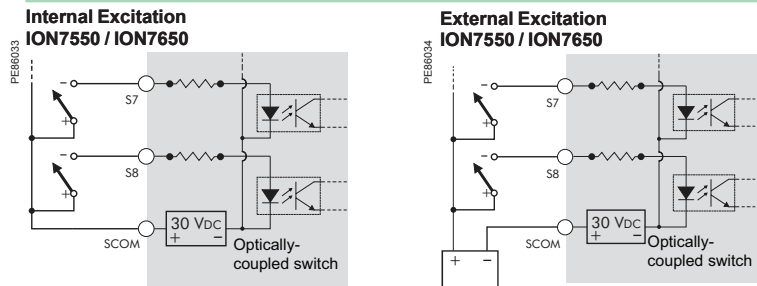 Internal Excitation
ION7550 / ION7650
PE86033
-
S7
+
-
S8
+
SCOM
30 VDC
+ -
Optically-
coupled switch
External Excitation
ION7550 / ION7650
PE86034
-
S7
+
-
S8
+
SCOM
30 VDC
+ -
Optically-
coupled switch
+ -